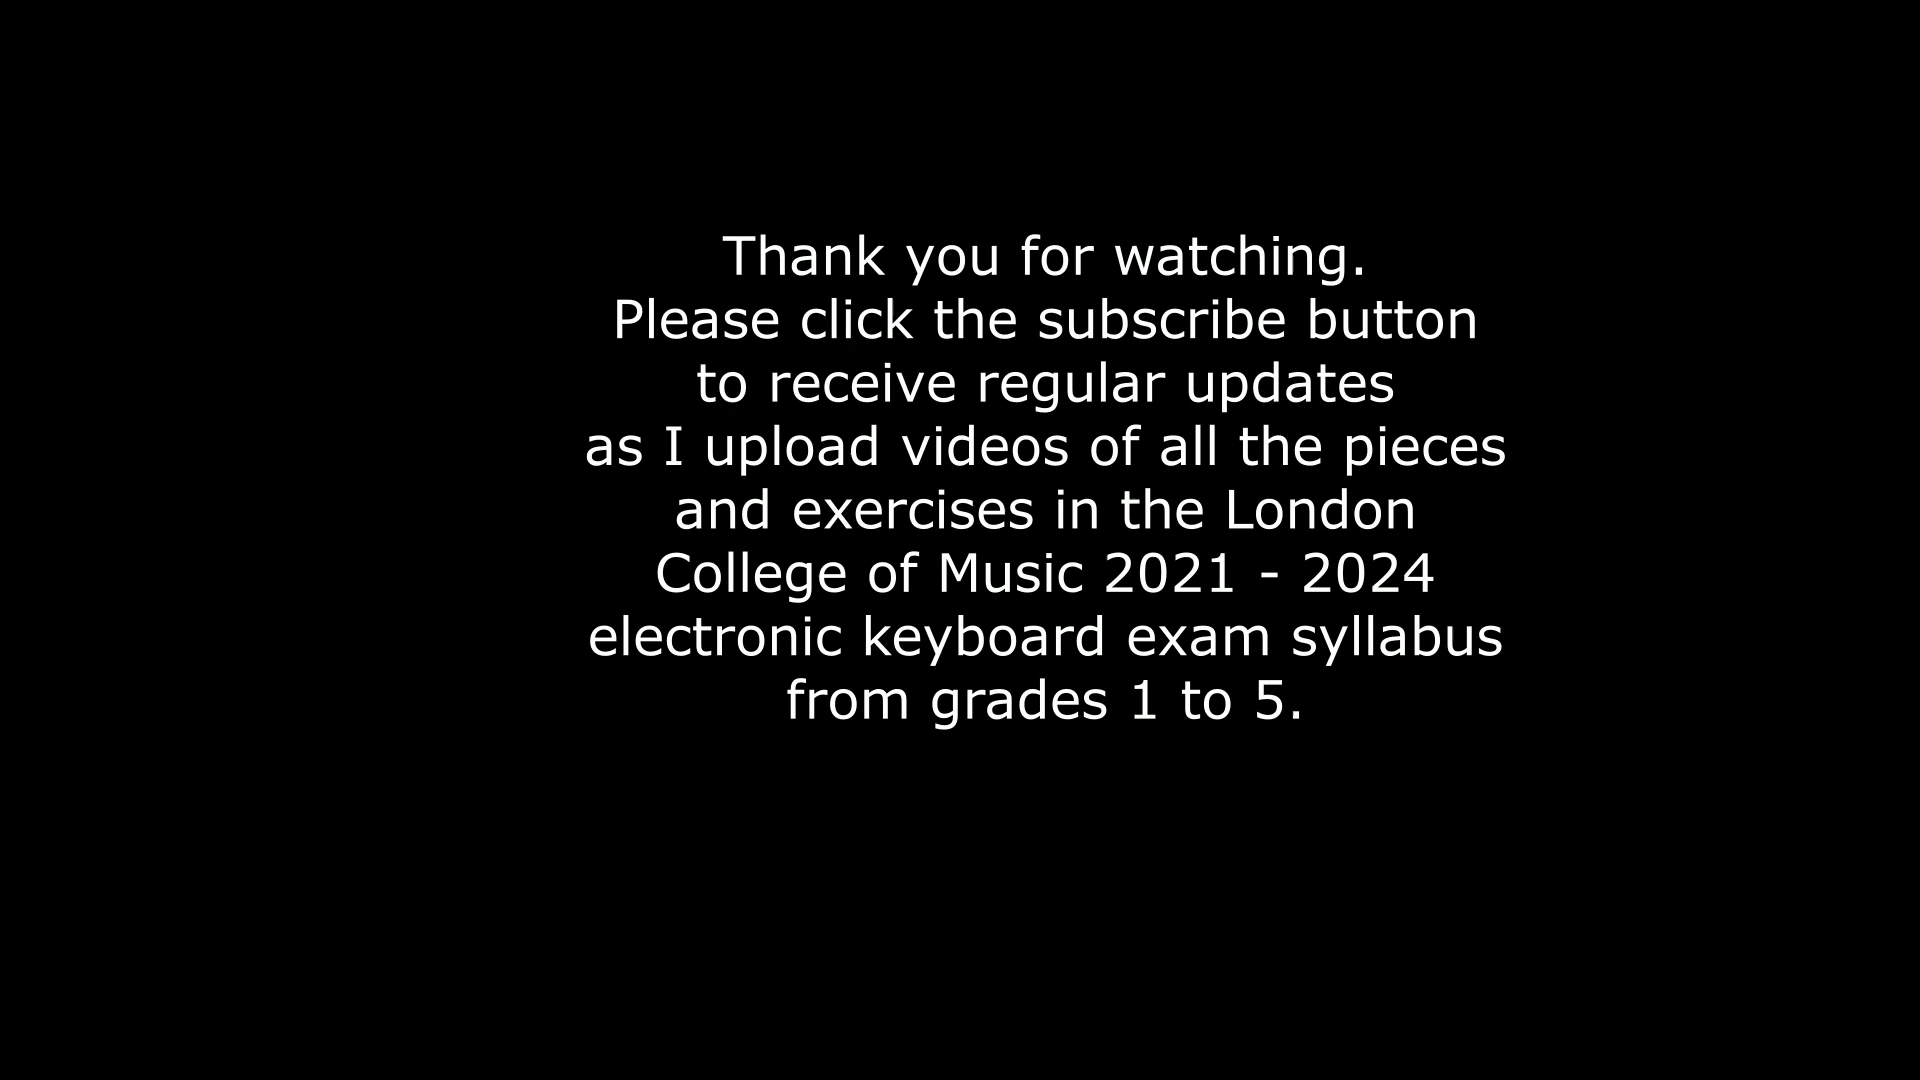 Thank you for watching.
Please click the subscribe button
to receive regular updates
as I upload videos of all the pieces
and exercises in the London
College of Music 2021 - 2024
electronic keyboard exam syllabus
from grades 1 to 5.